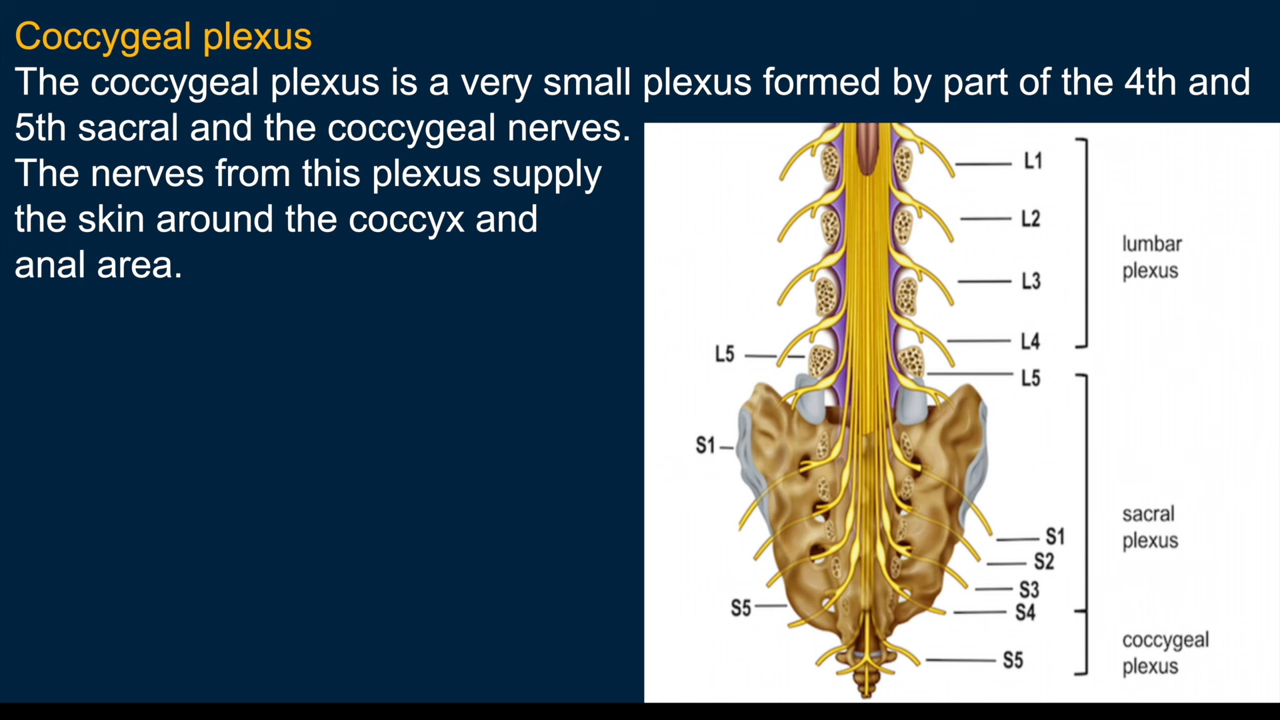 Coccygeal plexus
The coccygeal plexus is a very small plexus formed by part of the 4th and
5th sacral and the coccygeal nerves.
The nerves from this plexus supply
the skin around the coccyx and
anal area.
L1
L2
lumbar
plexus
L3
L4
L5
L5
S1
sacral
plexus
S1
S2
S3
S5
S4
coccygeal
plexus
S5